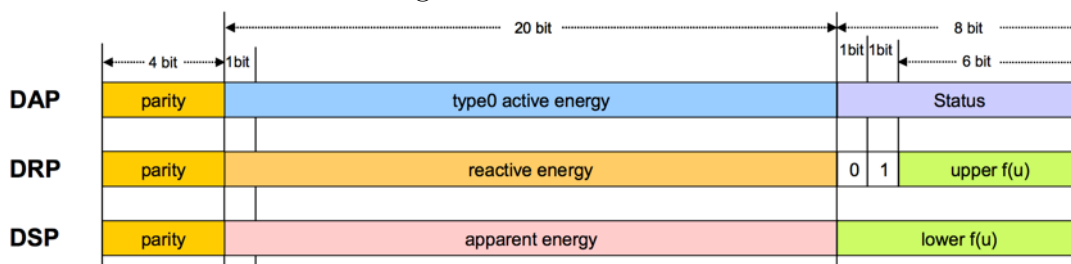 20 bit 8 bit
1bit 1bit
4 bit 1bit 6 bit
DAP parity type0 active energy Status
DRP parity reactive energy 0 1 upper f(u)
DSP parity apparent energy lower f(u)